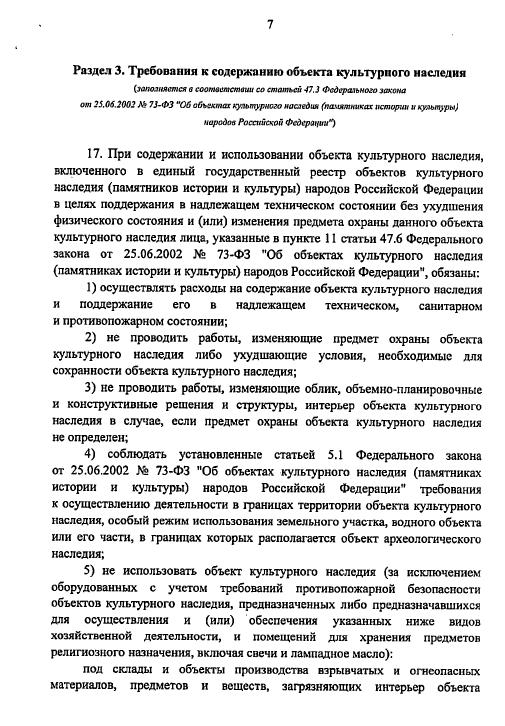 7
Раздел 3. Требования к содержанию объекта культурного наследия
(заполняется в соответствии со статьей 47.3 Федерального закона
от 25.06.2002 № 73-ФЗ "Об объектах культурного наследия (памятниках истории и культуры)
народов Российской Федерации")
17. При содержании и использовании объекта культурного наследия,
включенного в единый государственный реестр объектов культурного
наследия (памятников истории и культуры) народов Российской Федерации
в целях поддержания в надлежащем техническом состоянии без ухудшения
физического состояния и (или) изменения предмета охраны данного объекта
культурного наследия лица, указанные в пункте 11 статьи 47.6 Федерального
закона от 25.06.2002 № 73-ФЗ "Об объектах культурного наследия
(памятниках истории и культуры) народов Российской Федерации", обязаны:
1) осуществлять расходы на содержание объекта культурного наследия
и поддержание его в надлежащем техническом, санитарном
и противопожарном состоянии;
2) не проводить работы, изменяющие предмет охраны объекта
культурного наследия либо ухудшающие условия, необходимые для
сохранности объекта культурного наследия;
3) не проводить работы, изменяющие облик, объемно-планировочные
и конструктивные решения и структуры, интерьер объекта культурного
наследия в случае, если предмет охраны объекта культурного наследия
не определен;
4) соблюдать установленные статьей 5.1 Федерального закона
от 25.06.2002 № 73-ФЗ "Об объектах культурного наследия (памятниках
истории и культуры) народов Российской Федерации" требования
к осуществлению деятельности в границах территории объекта культурного
наследия, особый режим использования земельного участка, водного объекта
или его части, в границах которых располагается объект археологического
наследия;
5) не использовать объект культурного наследия (за исключением
оборудованных с учетом требований противопожарной безопасности
объектов культурного наследия, предназначенных либо предназначавшихся
для осуществления и (или) обеспечения указанных ниже видов
хозяйственной деятельности, и помещений для хранения предметов
религиозного назначения, включая свечи и лампадное масло):
под склады и объекты производства взрывчатых и огнеопасных
материалов, предметов и веществ, загрязняющих интерьер объекта